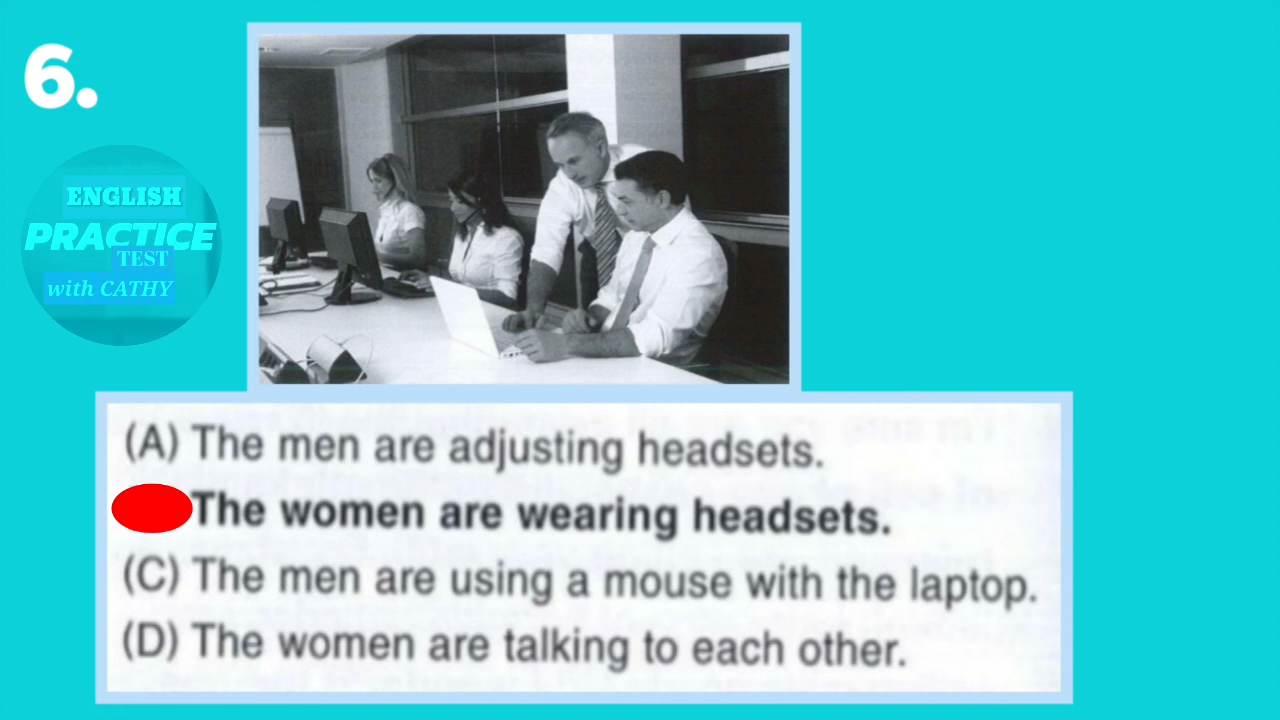 6.
ENGLISH
PRACTICE
TEST
with CATHY
(A) The men are adjusting headsets.
The women are wearing headsets.
(C) The men are using a mouse with the laptop.
(D) The women are talking to each other.